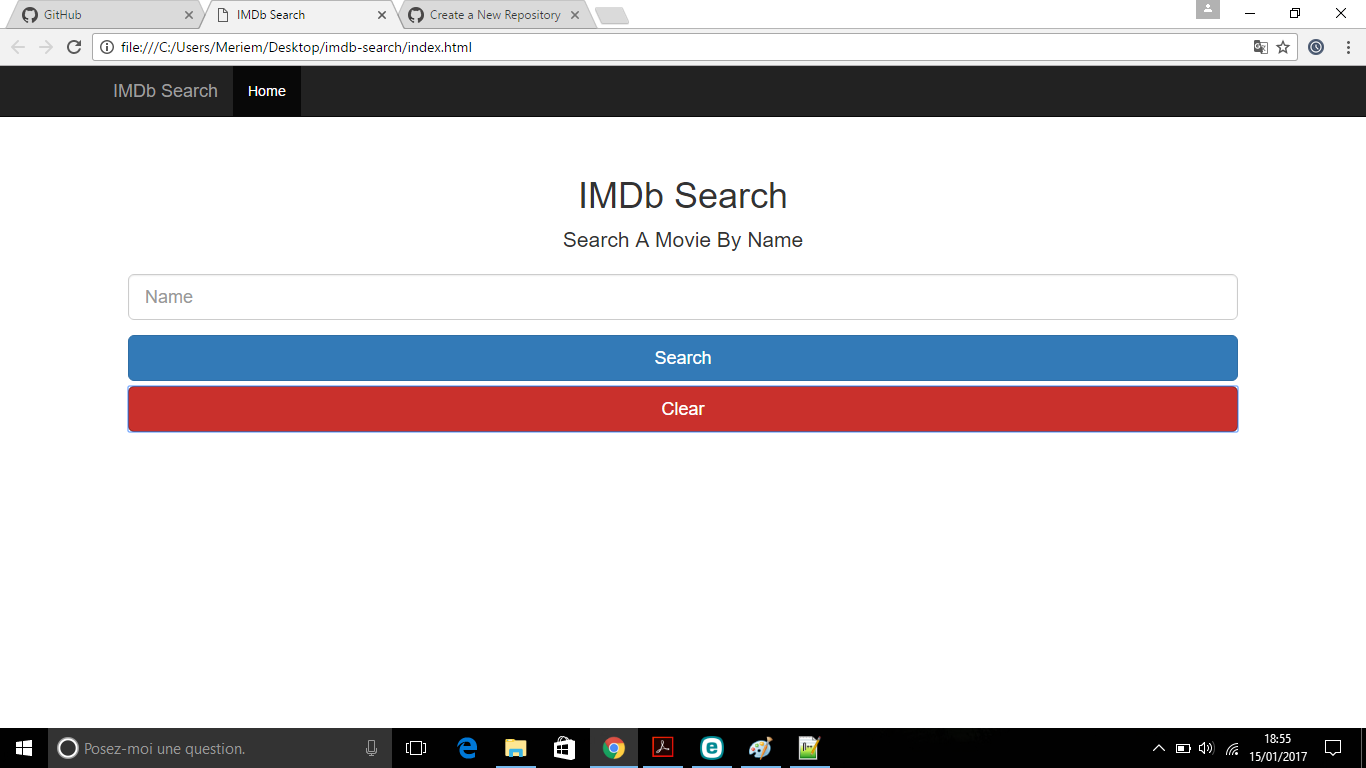 GitHub
IMDb Search
Create a New Repository
file:///C:/Users/Meriem/Desktop/imdb-search/index.html
IMDb Search
Home
IMDb Search
Search A Movie By Name
Name
Search
Clear
Posez-moi une question.
18:55
15/01/2017